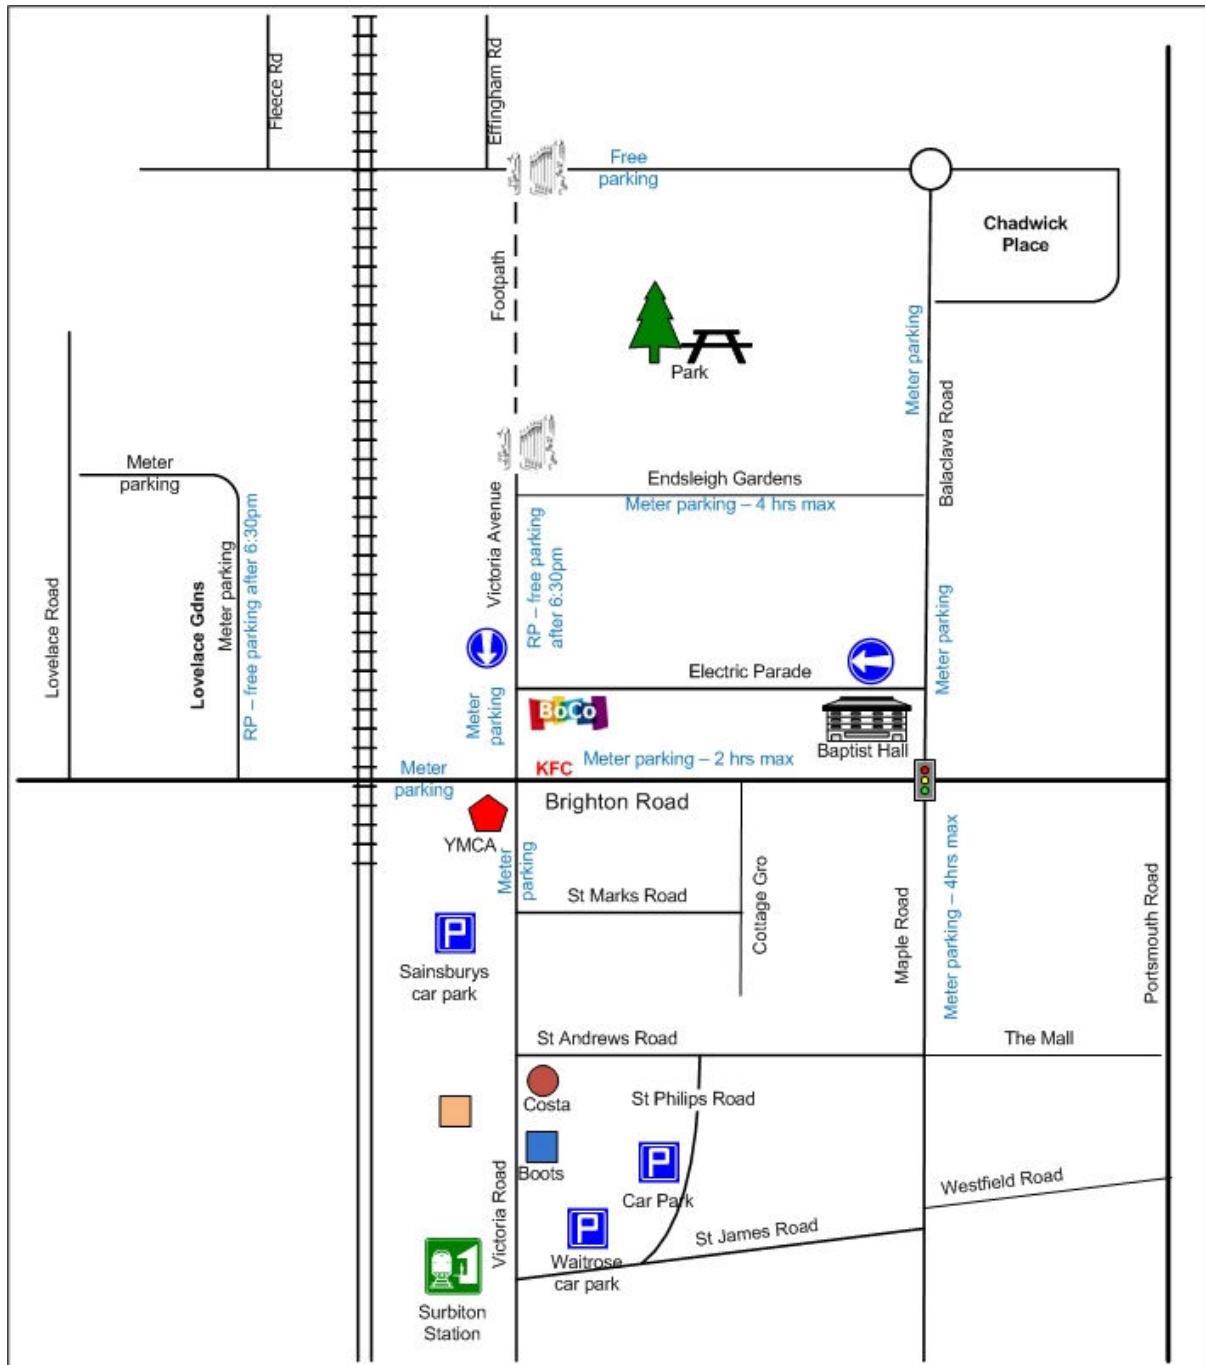 Fleece Rd
Effingham Rd
Free
parking
Chadwick
Place
Footpath
Park
Meter parking
Balaclava Road
Meter
parking
Endsleigh Gardens
Meter parking – 4 hrs max
Victoria Avenue
RP – free parking
after 6:30pm
Lovelace Road
Lovelace Gdns
Meter parking
RP – free parking after 6:30pm
Electric Parade
Meter parking
Meter
parking
BoCo
Baptist Hall
KFC
Meter parking – 2 hrs max
Meter
parking
Brighton Road
YMCA
Meter
parking
St Marks Road
Cottage Gro
Maple Road
Meter parking – 4hrs max
Portsmouth Road
P
Sainsburys
car park
St Andrews Road
The Mall
Costa
St Philips Road
Boots
P
Car Park
Westfield Road
Victoria Road
P
Waitrose
car park
St James Road
Surbiton
Station